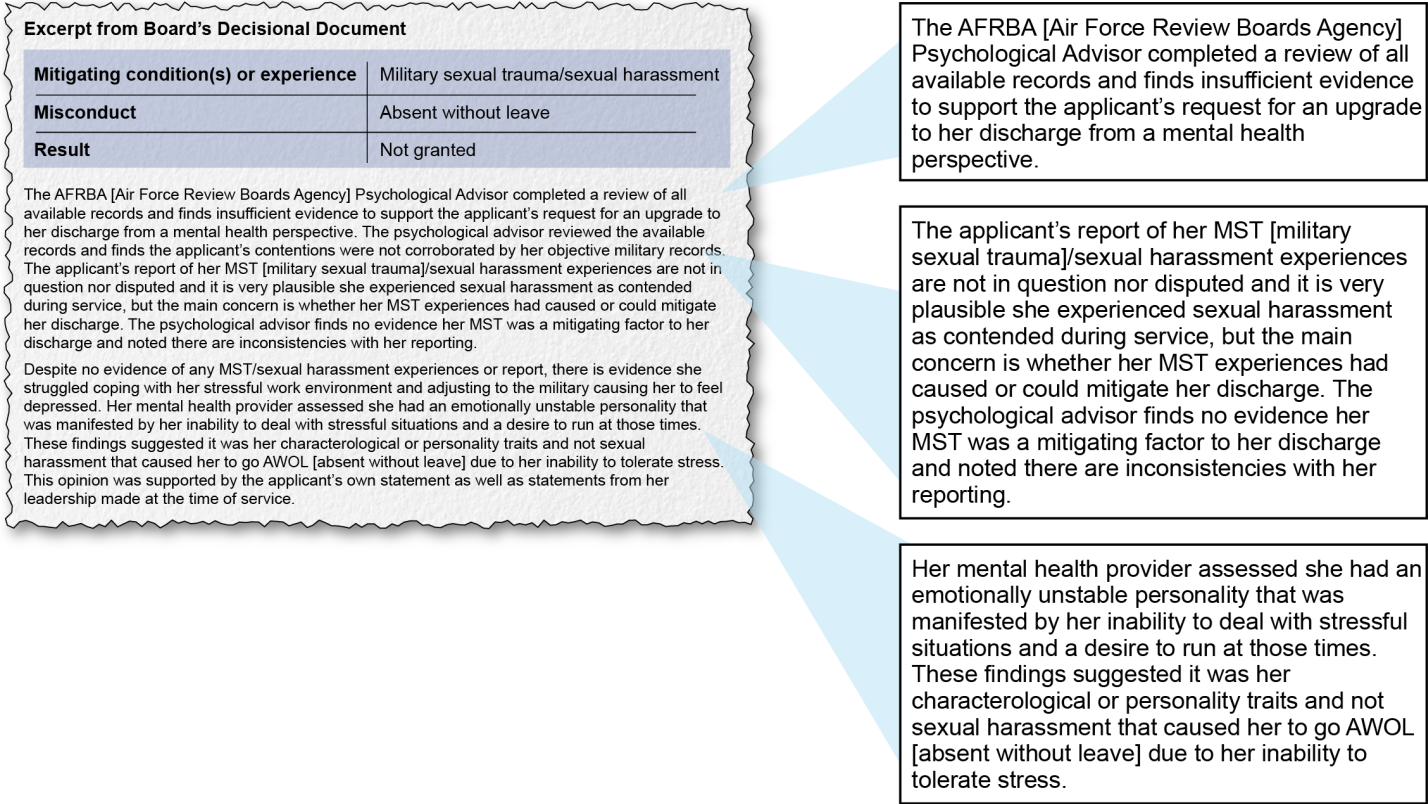 Excerpt from Board's Decisional Document
Mitigating condition(s) or experience Military sexual trauma/sexual harassment
Misconduct Absent without leave
Result Not granted
The AFRBA [Air Force Review Boards Agency] Psychological Advisor completed a review of all
available records and finds insufficient evidence to support the applicant's request for an upgrade to
her discharge from a mental health perspective. The psychological advisor reviewed the available
records and finds the applicant's contentions were not corroborated by her objective military records.
The applicant's report of her MST [military sexual trauma]/sexual harassment experiences are not in
question nor disputed and it is very plausible she experienced sexual harassment as contended
during service, but the main concern is whether her MST experiences had caused or could mitigate
her discharge. The psychological advisor finds no evidence her MST was a mitigating factor to her
discharge and noted there are inconsistencies with her reporting.
Despite no evidence of any MST/sexual harassment experiences or report, there is evidence she
struggled coping with her stressful work environment and adjusting to the military causing her to feel
depressed. Her mental health provider assessed she had an emotionally unstable personality that
was manifested by her inability to deal with stressful situations and a desire to run at those times.
These findings suggested it was her characterological or personality traits and not sexual
harassment that caused her to go AWOL [absent without leave] due to her inability to tolerate stress.
This opinion was supported by the applicant's own statement as well as statements from her
leadership made at the time of service.
The AFRBA [Air Force Review Boards Agency]
Psychological Advisor completed a review of all
available records and finds insufficient evidence
to support the applicant's request for an upgrade
to her discharge from a mental health
perspective.
The applicant's report of her MST [military
sexual trauma]/sexual harassment experiences
are not in question nor disputed and it is very
plausible she experienced sexual harassment
as contended during service, but the main
concern is whether her MST experiences had
caused or could mitigate her discharge. The
psychological advisor finds no evidence her
MST was a mitigating factor to her discharge
and noted there are inconsistencies with her
reporting.
Her mental health provider assessed she had an
emotionally unstable personality that was
manifested by her inability to deal with stressful
situations and a desire to run at those times.
These findings suggested it was her
characterological or personality traits and not
sexual harassment that caused her to go AWOL
[absent without leave] due to her inability to
tolerate stress.